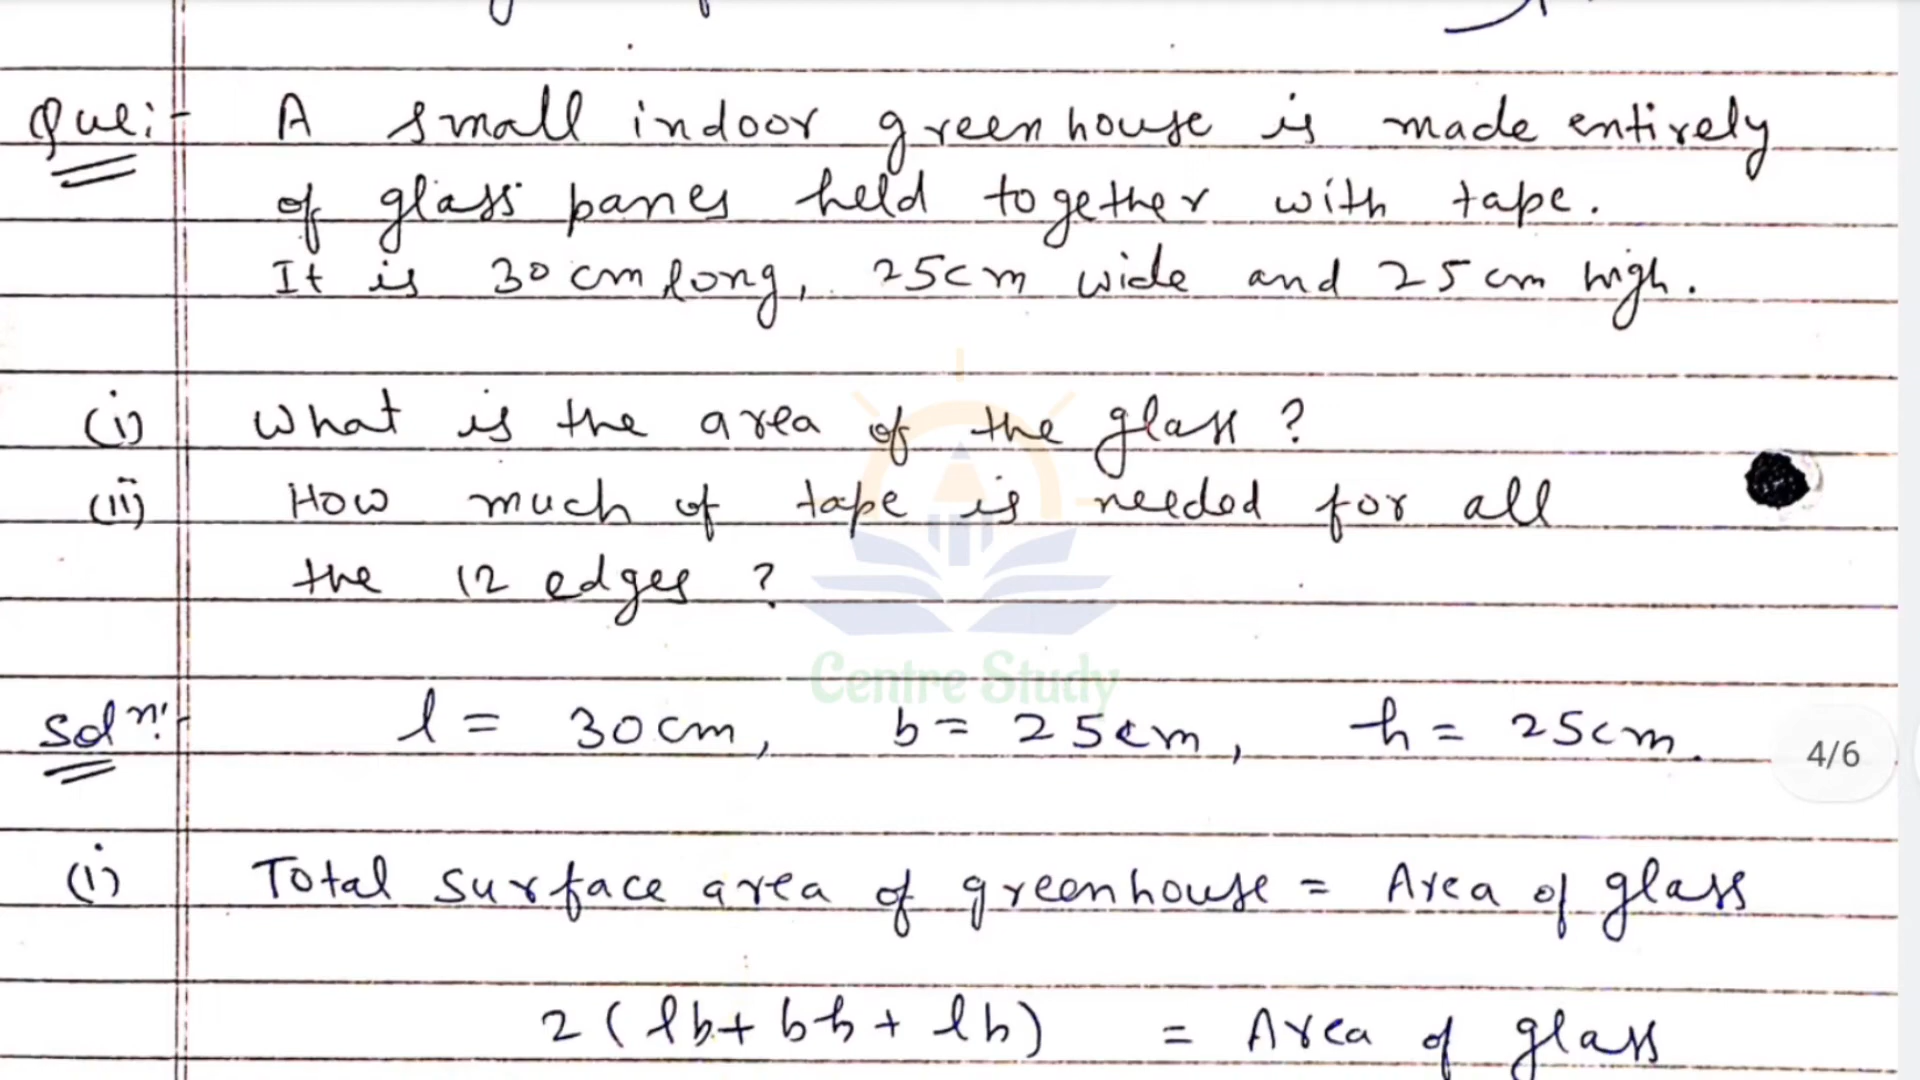 Que:-
A small indoor greenhouse is made entirely
of glass panes held together with tape.
It is 30 cm long, 25cm wide and 25 cm high.
(i) What is the area of the glass ?
(ii) How much of tape is needed for all
the 12 edges ?
Centre Study
Solⁿ:- l = 30 cm, b = 25 cm, h = 25 cm.
4/6
(i) Total surface area of greenhouse = Area of glass
2 ( lb + bh + lh ) = Area of glass